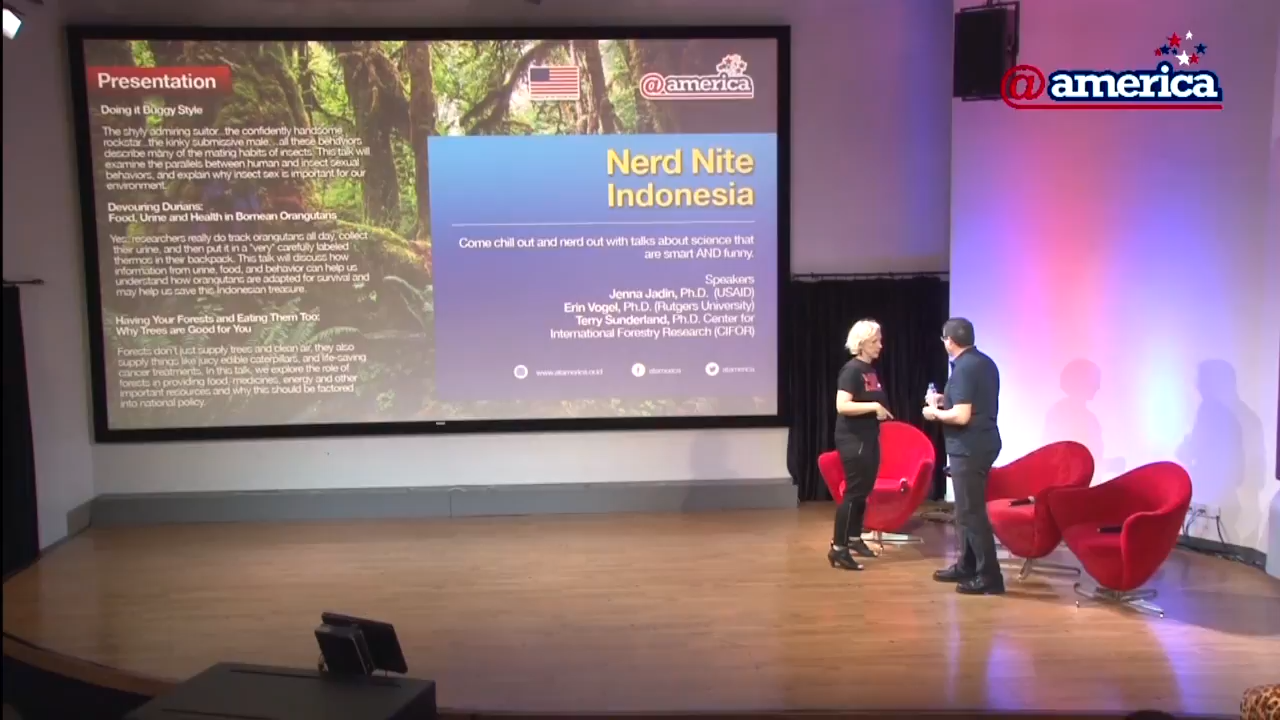 Presentation
Doing it Buggy Style
The shyly admiring suitor...the confidently handsome
rockstar...the kinky submissive male....all these behaviors
describe many of the mating habits of insects. This talk will
examine the parallels between human and insect sexual
behaviors, and explain why insect sex is important for our
environment.
Devouring Durians:
Food, Urine and Health in Bornean Orangutans
Yes, researchers really do track orangutans all day, collect
their urine, and then put it in a "very" carefully labeled
thermos in their backpack. This talk will discuss how
information from urine, food, and behavior can help us
understand how orangutans are adapted for survival and
may help us save this Indonesian treasure.
Having Your Forests and Eating Them Too:
Why Trees are Good for You
Forests don't just supply trees and clean air, they also
supply things like juicy edible caterpillars, and life-saving
cancer treatments. In this talk, we explore the role of
forests in providing food, medicines, energy and other
important resources and why this should be factored
into national policy.
@america
Nerd Nite
Indonesia
Come chill out and nerd out with talks about science that
are smart AND funny.
Speakers
Jenna Jadin, Ph.D. (USAID)
Erin Vogel, Ph.D. (Rutgers University)
Terry Sunderland, Ph.D. Center for
International Forestry Research (CIFOR)
www.atamerica.or.id
atamerica
atamerica
@america